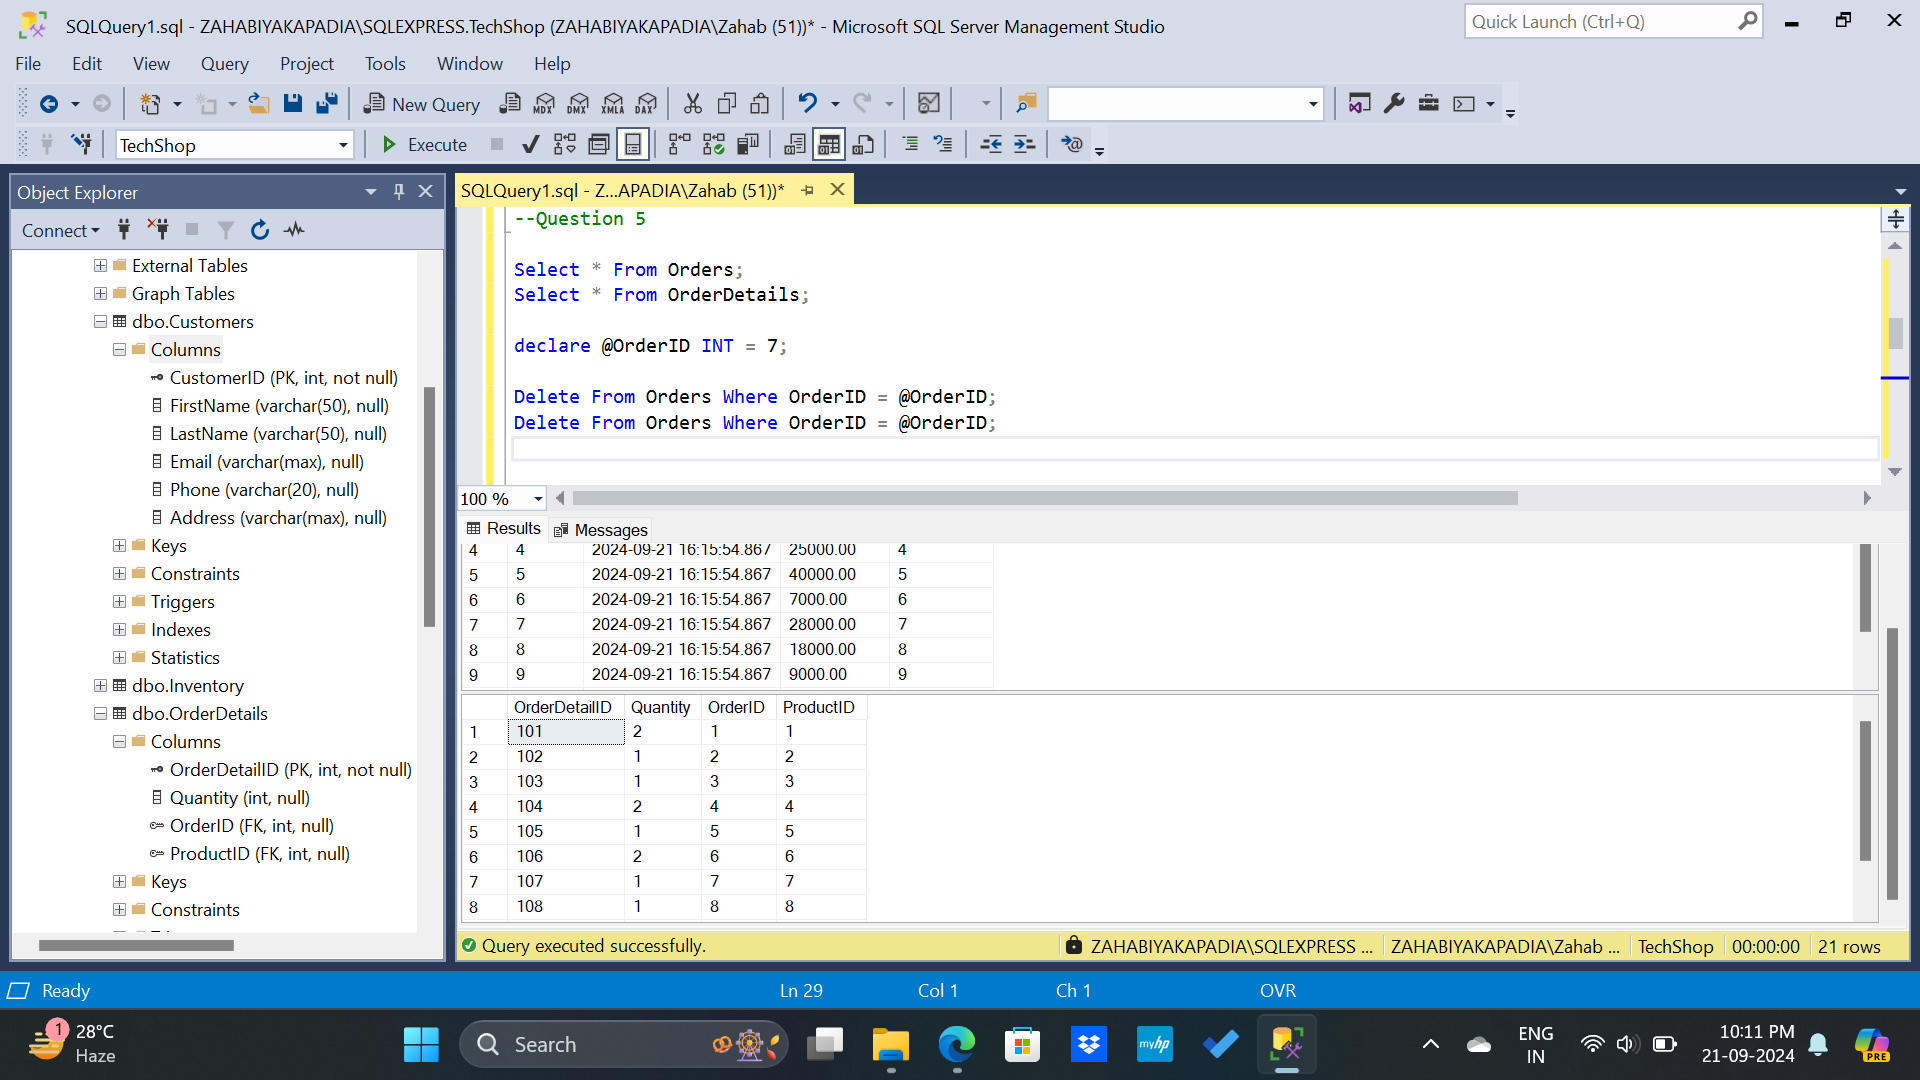 SQLQuery1.sql - ZAHABIYAKAPADIA\SQLEXPRESS.TechShop (ZAHABIYAKAPADIA\Zahab (51))* - Microsoft SQL Server Management Studio
Quick Launch (Ctrl+Q)
File Edit View Query Project Tools Window Help
New Query MDX DMX XMLA DAX
TechShop Execute
Object Explorer
SQLQuery1.sql - Z...APADIA\Zahab (51))*
Connect
External Tables
Graph Tables
dbo.Customers
Columns
CustomerID (PK, int, not null)
FirstName (varchar(50), null)
LastName (varchar(50), null)
Email (varchar(max), null)
Phone (varchar(20), null)
Address (varchar(max), null)
Keys
Constraints
Triggers
Indexes
Statistics
dbo.Inventory
dbo.OrderDetails
Columns
OrderDetailID (PK, int, not null)
Quantity (int, null)
OrderID (FK, int, null)
ProductID (FK, int, null)
Keys
Constraints
--Question 5
Select * From Orders;
Select * From OrderDetails;
declare @OrderID INT = 7;
Delete From Orders Where OrderID = @OrderID;
Delete From Orders Where OrderID = @OrderID;
100 %
Results Messages
4 4 2024-09-21 16:15:54.867 25000.00 4
5 5 2024-09-21 16:15:54.867 40000.00 5
6 6 2024-09-21 16:15:54.867 7000.00 6
7 7 2024-09-21 16:15:54.867 28000.00 7
8 8 2024-09-21 16:15:54.867 18000.00 8
9 9 2024-09-21 16:15:54.867 9000.00 9
OrderDetailID Quantity OrderID ProductID
1 101 2 1 1
2 102 1 2 2
3 103 1 3 3
4 104 2 4 4
5 105 1 5 5
6 106 2 6 6
7 107 1 7 7
8 108 1 8 8
Query executed successfully. ZAHABIYAKAPADIA\SQLEXPRESS ... ZAHABIYAKAPADIA\Zahab ... TechShop 00:00:00 21 rows
Ready Ln 29 Col 1 Ch 1 OVR
1 28°C
Haze
Search
myhp
ENG
IN
10:11 PM
21-09-2024
PRE